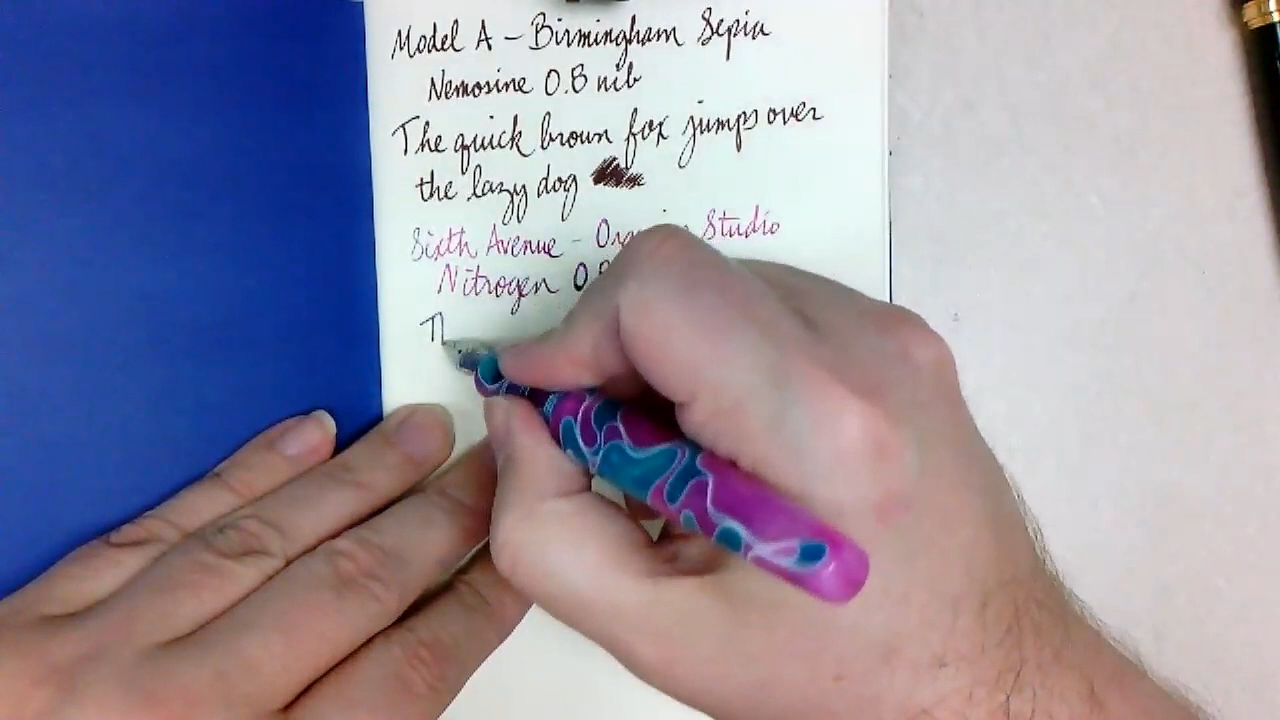 Model A - Birmingham Sepia
Nemosine 0.8 nib
The quick brown fox jumps over
the lazy dog
Sixth Avenue - Studio
Nitrogen
Th